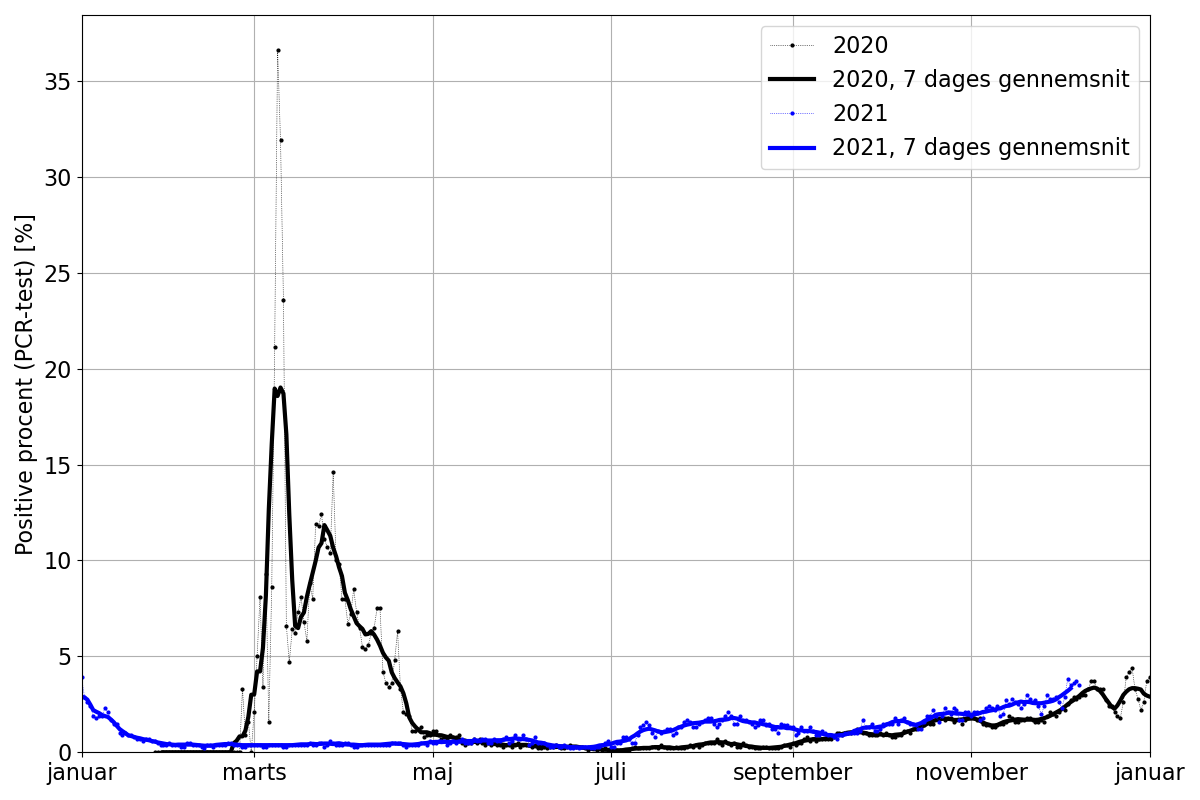 2020
2020, 7 dages gennemsnit
2021
2021, 7 dages gennemsnit
Positive procent (PCR-test) [%]
35
30
25
20
15
10
5
0
januar marts maj juli september november januar